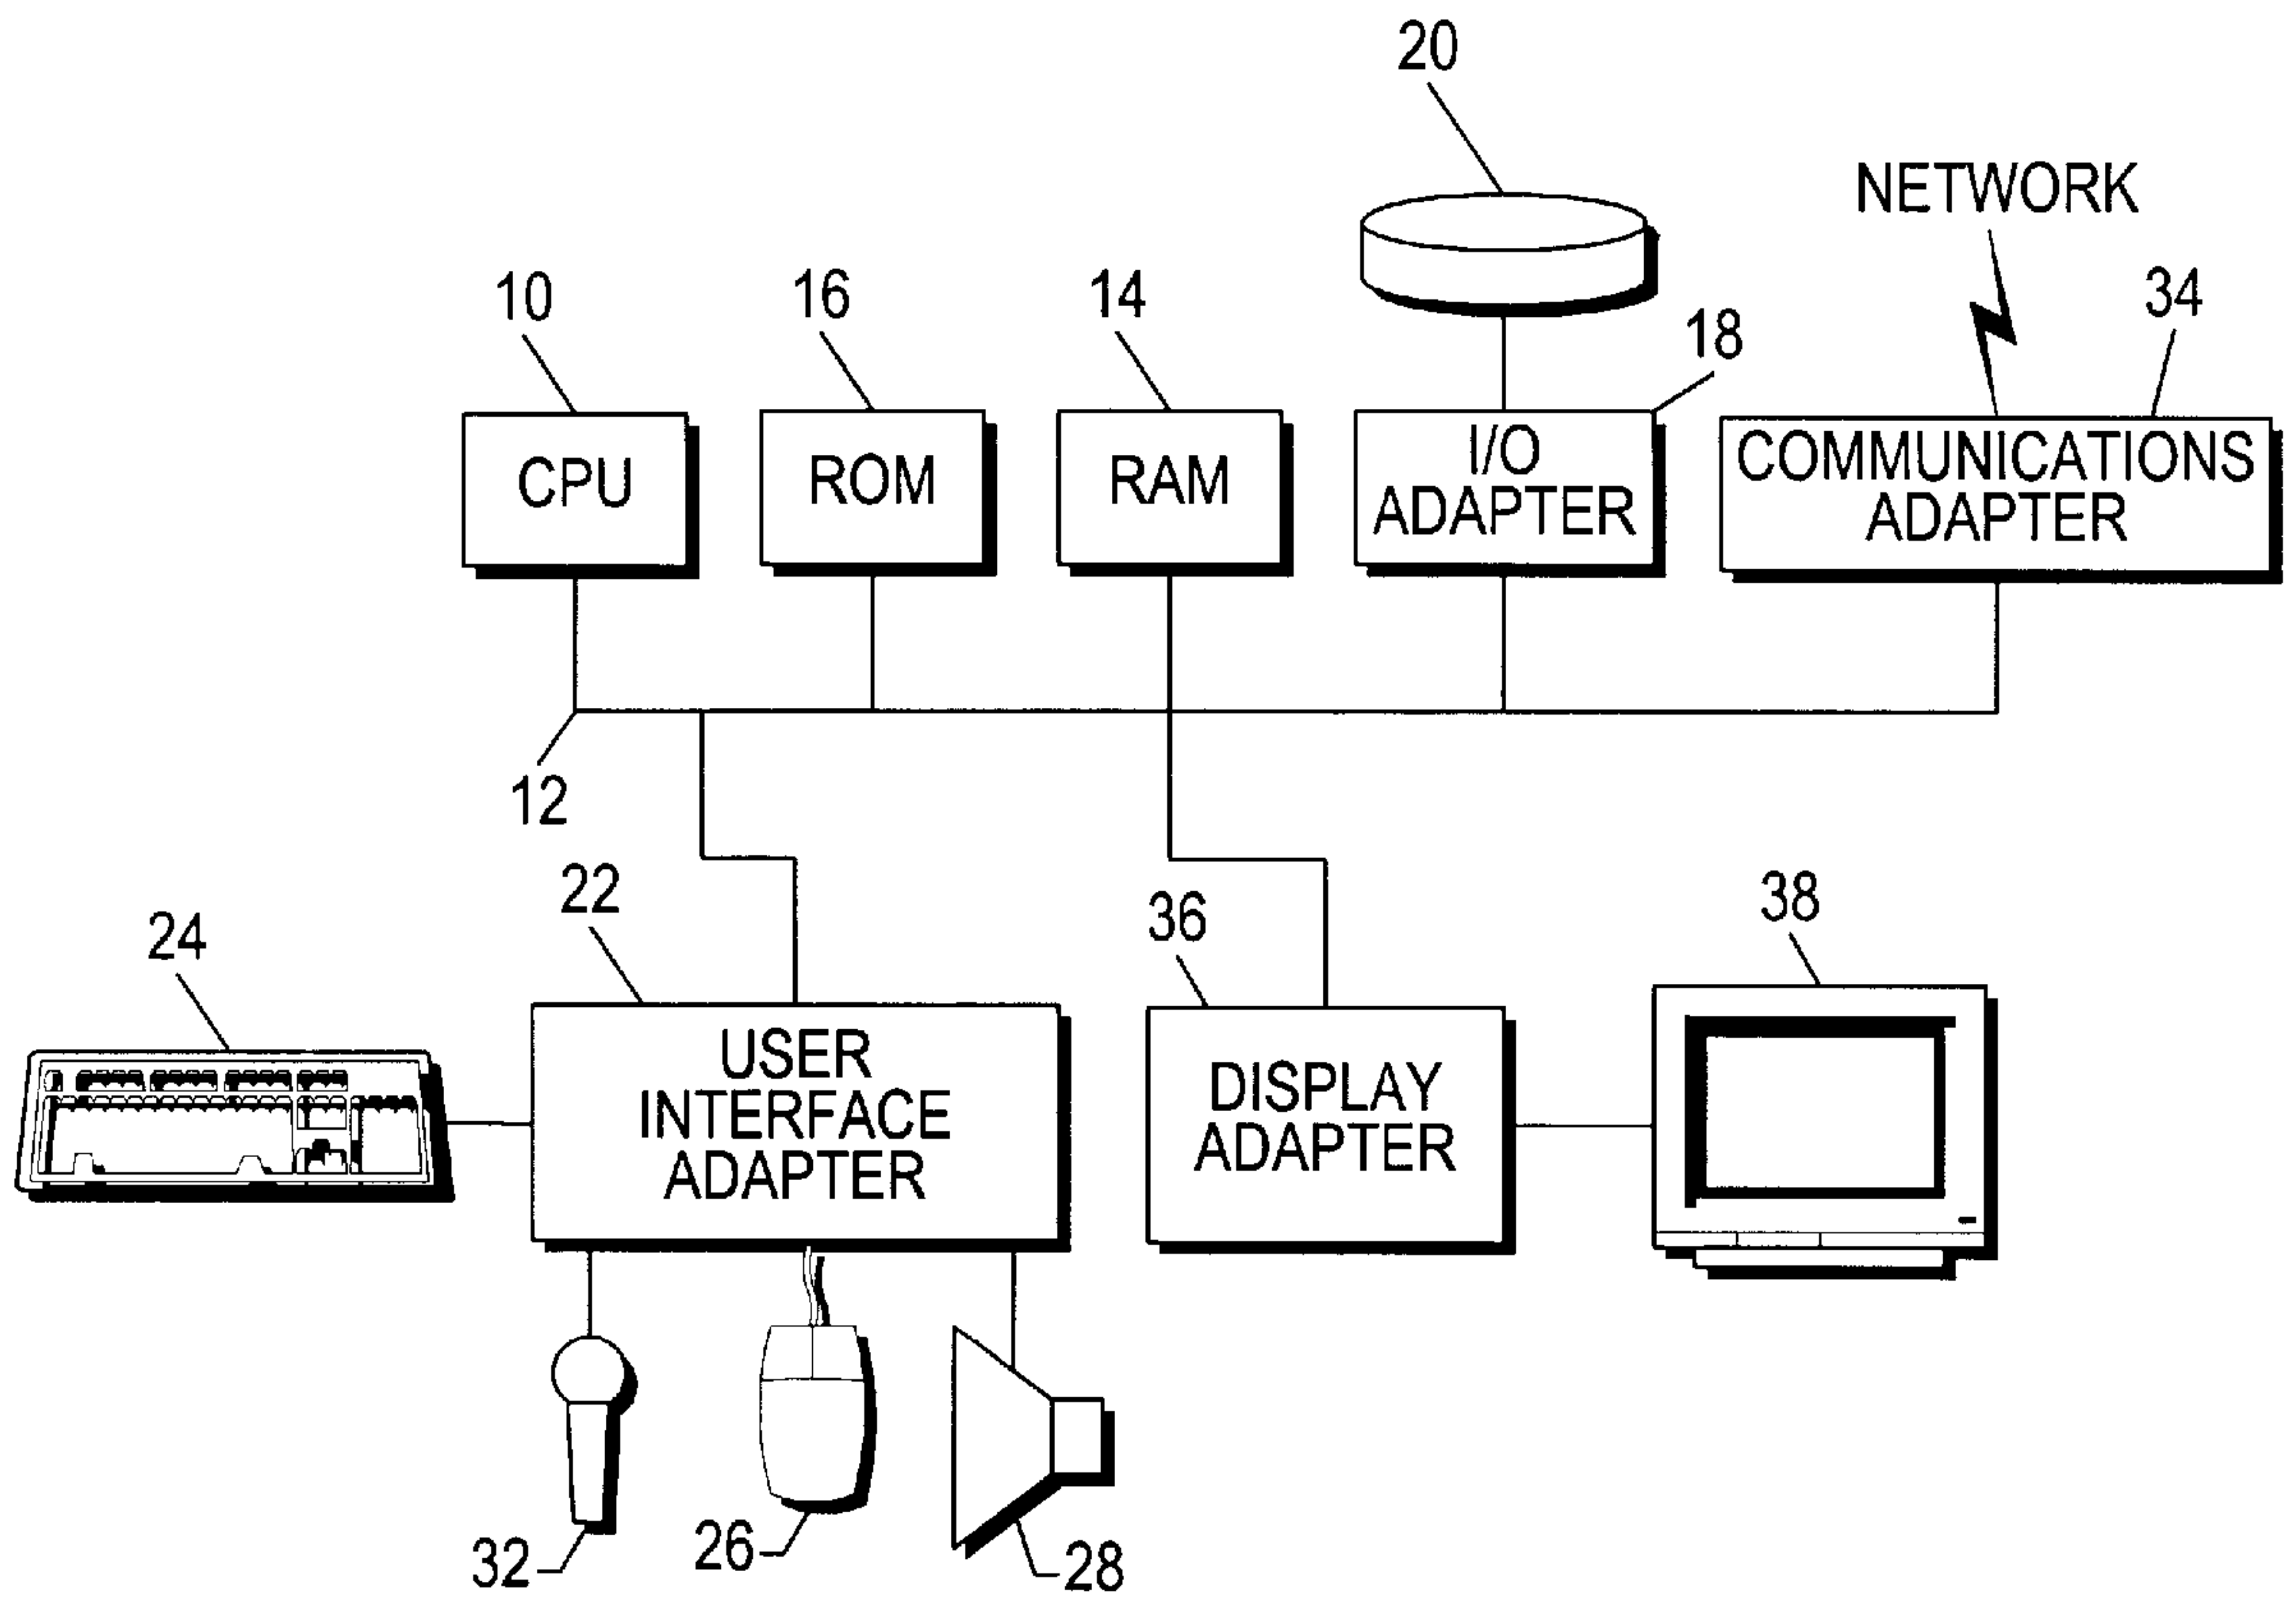 20
NETWORK
10
16
14
18
34
CPU
ROM
RAM
I/O
ADAPTER
COMMUNICATIONS
ADAPTER
12
22
36
38
24
USER
INTERFACE
ADAPTER
DISPLAY
ADAPTER
32
26
28